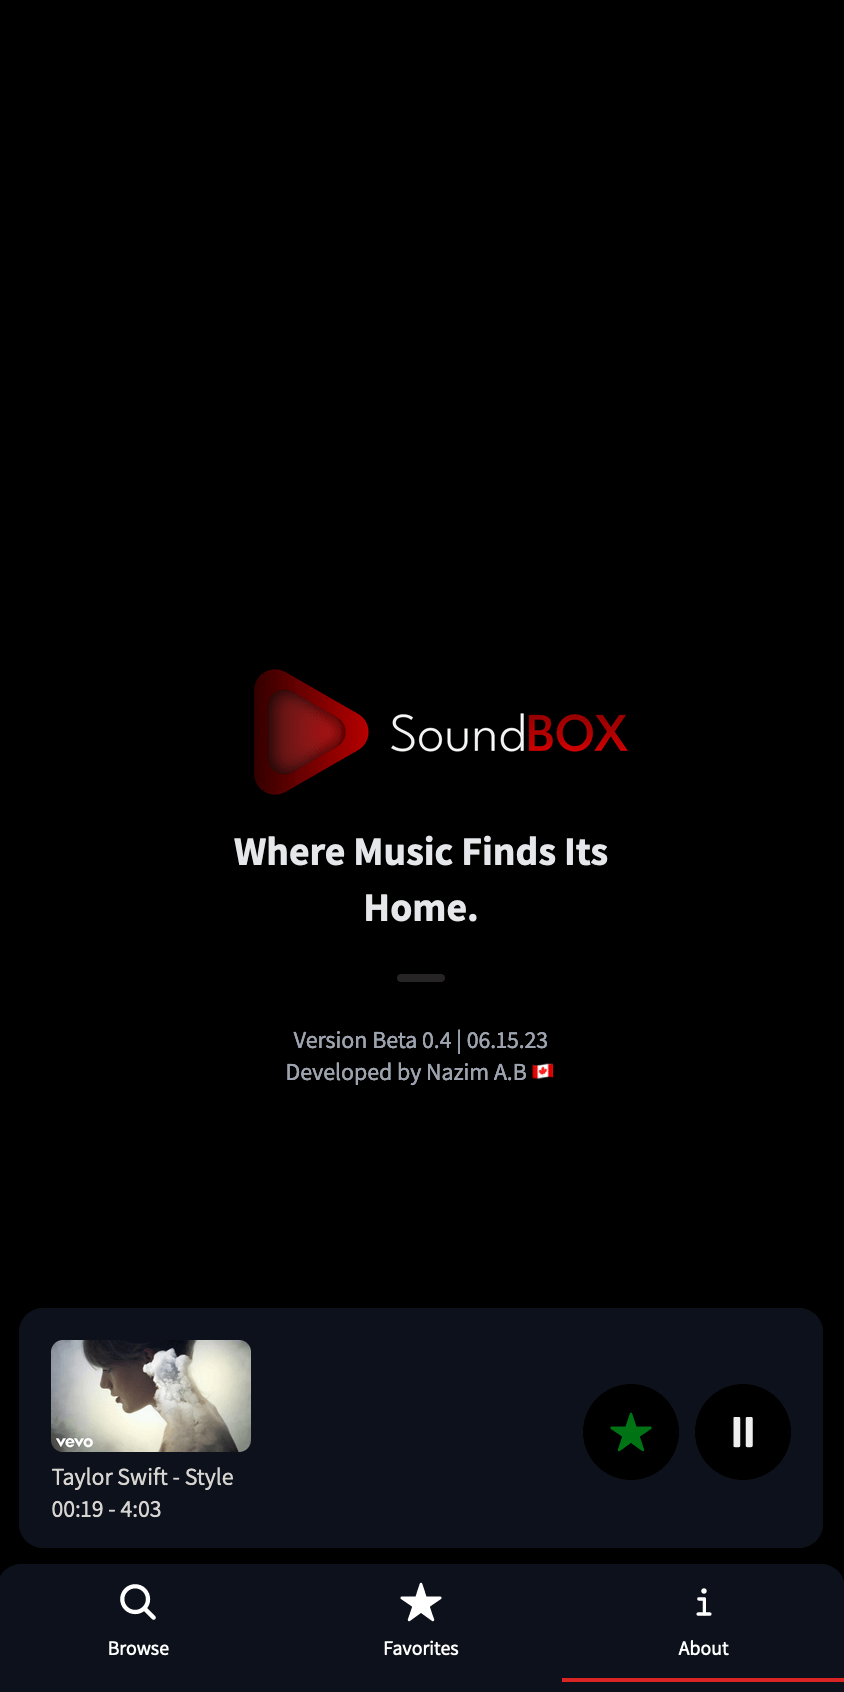 SoundBOX
Where Music Finds Its
Home.
Version Beta 0.4 | 06.15.23
Developed by Nazim A.B 🇨🇦
vevo
Taylor Swift - Style
00:19 - 4:03
Browse
Favorites
About